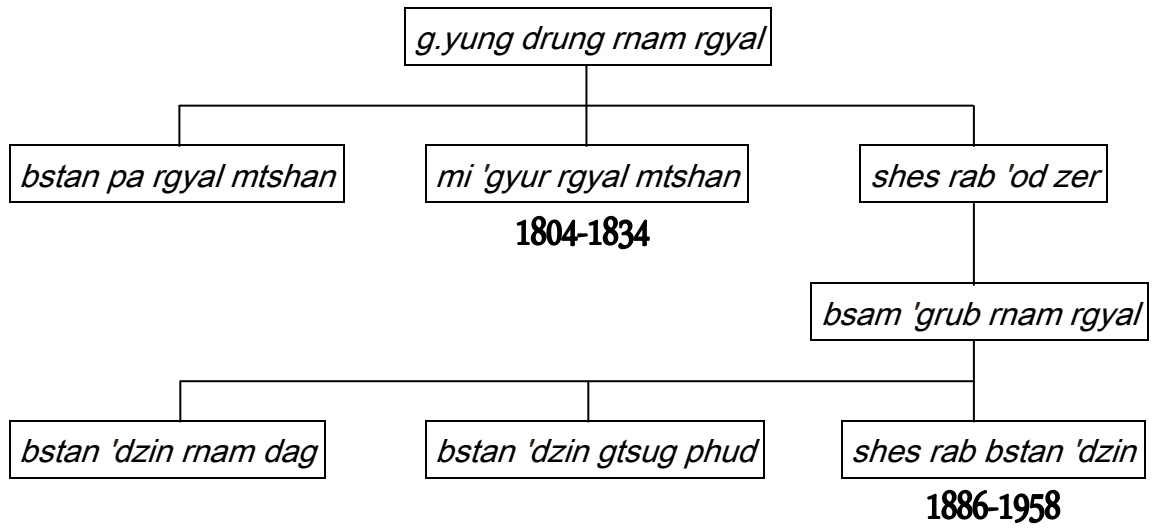 g.yung drung rnam rgyal
bstan pa rgyal mtshan
mi 'gyur rgyal mtshan
shes rab 'od zer
1804-1834
bsam 'grub rnam rgyal
bstan 'dzin rnam dag
bstan 'dzin gtsug phud
shes rab bstan 'dzin
1886-1958